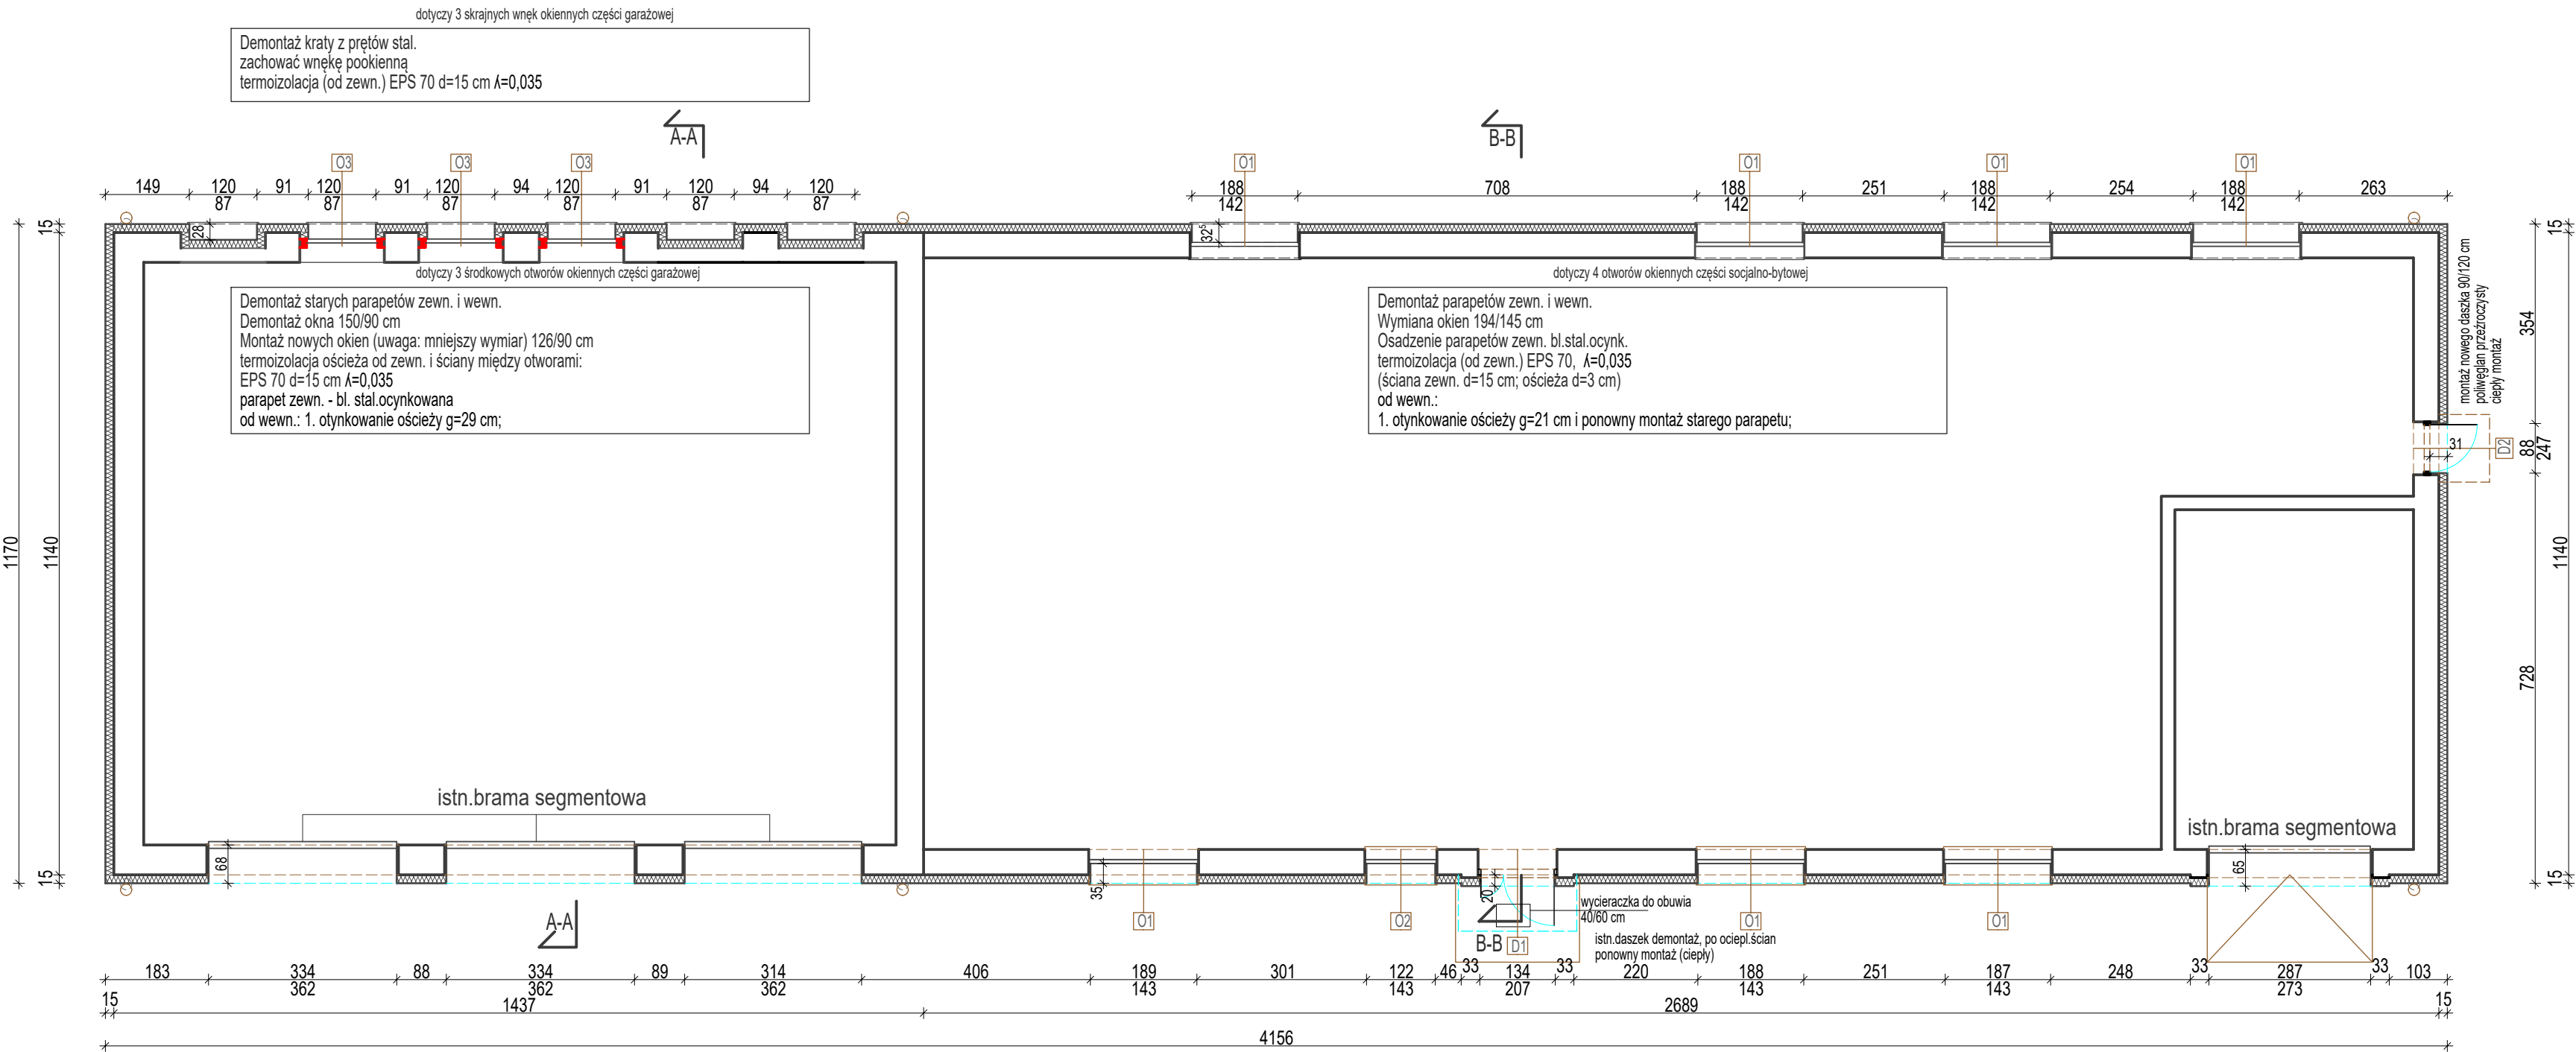 dotyczy 3 skrajnych wnęk okiennych części garażowej
Demontaż kraty z prętów stal.
zachować wnękę pookienną
termoizolacja (od zewn.) EPS 70 d=15 cm ʎ=0,035
A-A
B-B
O3
O3
O3
O1
O1
O1
O1
149
120
91
120
91
120
94
120
91
120
94
120
87
87
87
87
87
87
188
708
188
251
188
254
188
263
142
142
142
142
15
28
32⁵
15
1170
1140
15
dotyczy 3 środkowych otworów okiennych części garażowej
Demontaż starych parapetów zewn. i wewn.
Demontaż okna 150/90 cm
Montaż nowych okien (uwaga: mniejszy wymiar) 126/90 cm
termoizolacja ościeża od zewn. i ściany między otworami:
EPS 70 d=15 cm ʎ=0,035
parapet zewn. - bl. stal.ocynkowana
od wewn.: 1. otynkowanie ościeży g=29 cm;
dotyczy 4 otworów okiennych części socjalno-bytowej
Demontaż parapetów zewn. i wewn.
Wymiana okien 194/145 cm
Osadzenie parapetów zewn. bl.stal.ocynk.
termoizolacja (od zewn.) EPS 70, ʎ=0,035
(ściana zewn. d=15 cm; ościeża d=3 cm)
od wewn.:
1. otynkowanie ościeży g=21 cm i ponowny montaż starego parapetu;
montaż nowego daszka 90/120 cm
poliwęglan przeźroczysty
ciepły montaż
354
88
247
31
D2
728
1140
15
istn.brama segmentowa
istn.brama segmentowa
68
35
20
65
A-A
B-B
O1
O2
D1
O1
O1
wycieraczka do obuwia
40/60 cm
istn.daszek demontaż, po ociepl.ścian
ponowny montaż (ciepły)
183
334
88
334
89
314
406
189
301
122
46
33
134
33
220
188
251
187
248
33
287
33
103
362
362
362
143
143
207
143
143
273
15
1437
2689
15
4156